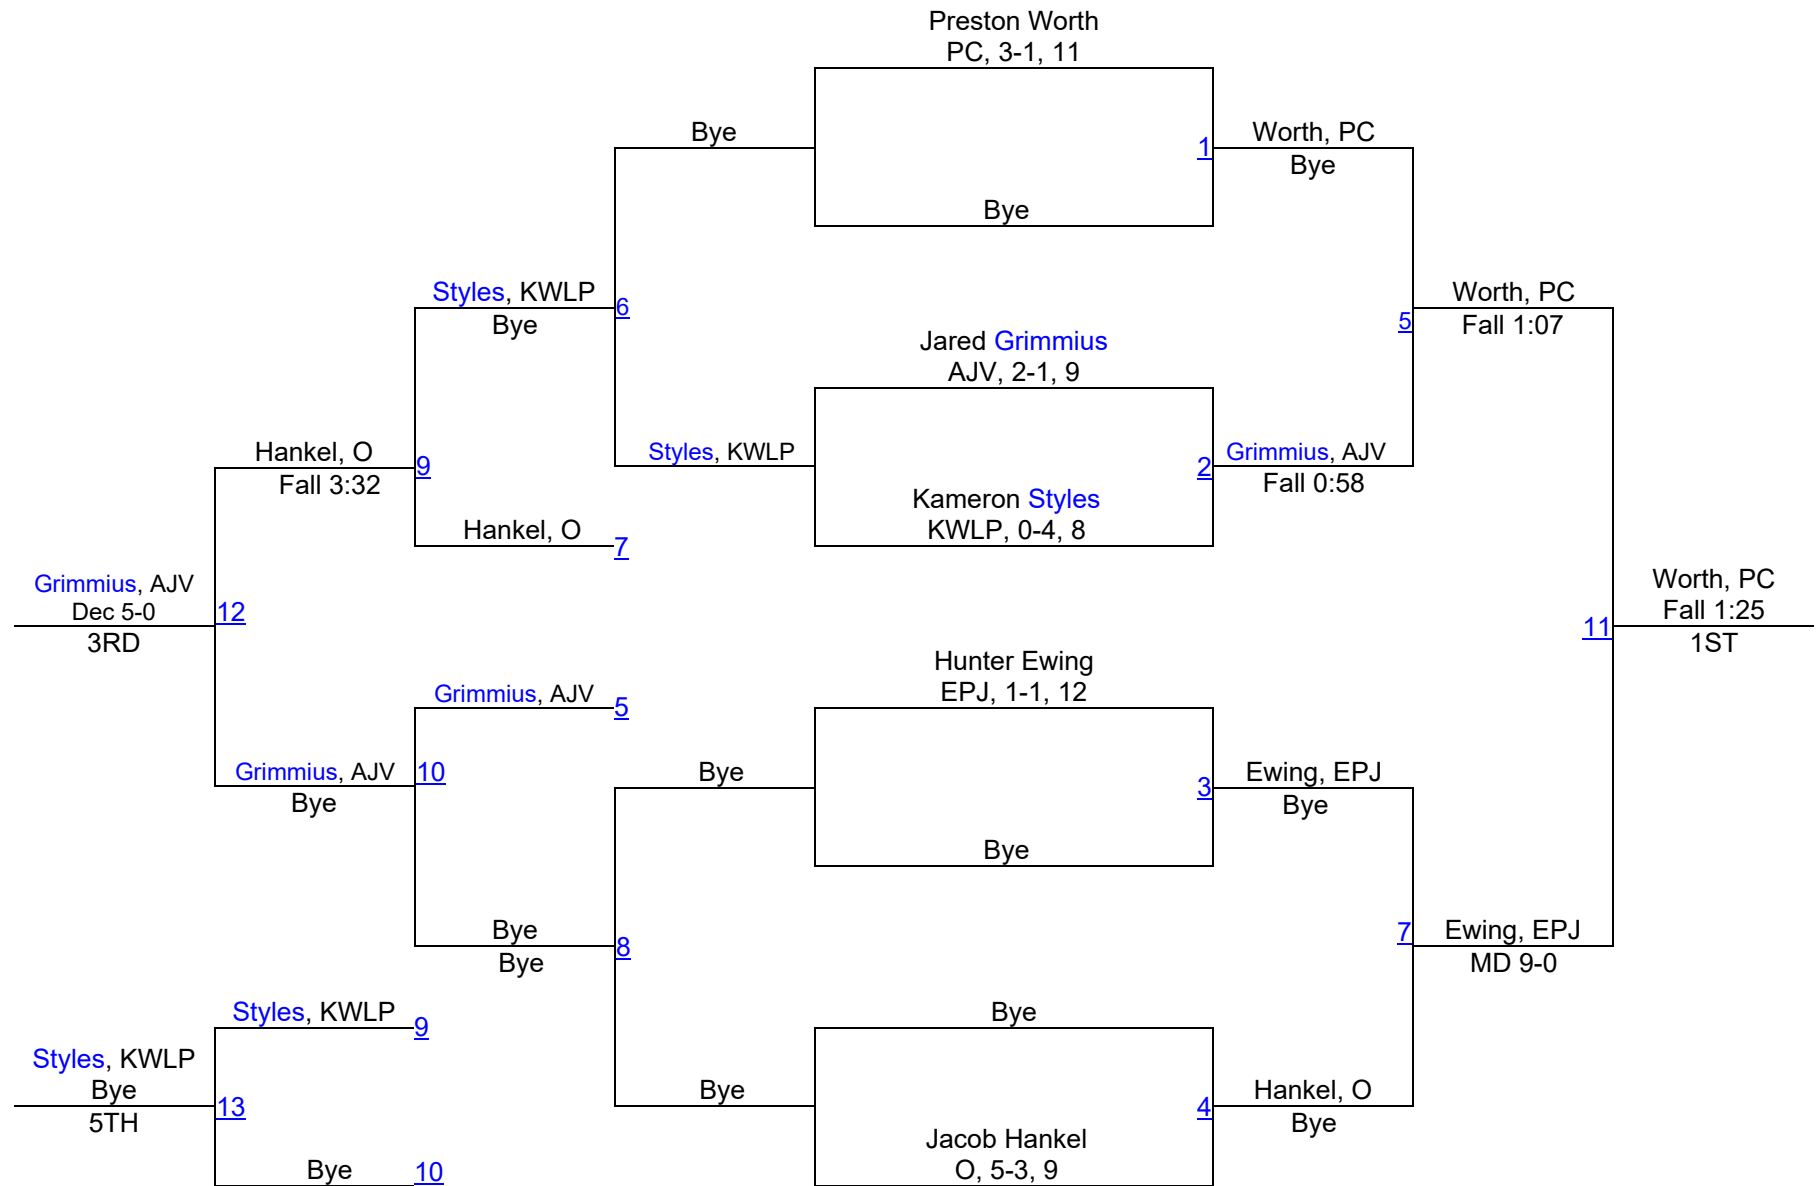 Preston Worth
PC, 3-1, 11
Bye
1
Worth, PC
Bye
Bye
Styles, KWLP
Bye
6
Worth, PC
Fall 1:07
5
Jared Grimmius
AJV, 2-1, 9
Hankel, O
Fall 3:32
9
Styles, KWLP
2
Grimmius, AJV
Fall 0:58
Kameron Styles
KWLP, 0-4, 8
Hankel, O
7
Grimmius, AJV
Dec 5-0
3RD
12
11
Worth, PC
Fall 1:25
1ST
Hunter Ewing
EPJ, 1-1, 12
Grimmius, AJV
5
Grimmius, AJV
Bye
10
Bye
3
Ewing, EPJ
Bye
Bye
Bye
Bye
8
7
Ewing, EPJ
MD 9-0
Styles, KWLP
9
Bye
Styles, KWLP
Bye
5TH
13
Bye
4
Hankel, O
Bye
Jacob Hankel
O, 5-3, 9
Bye
10